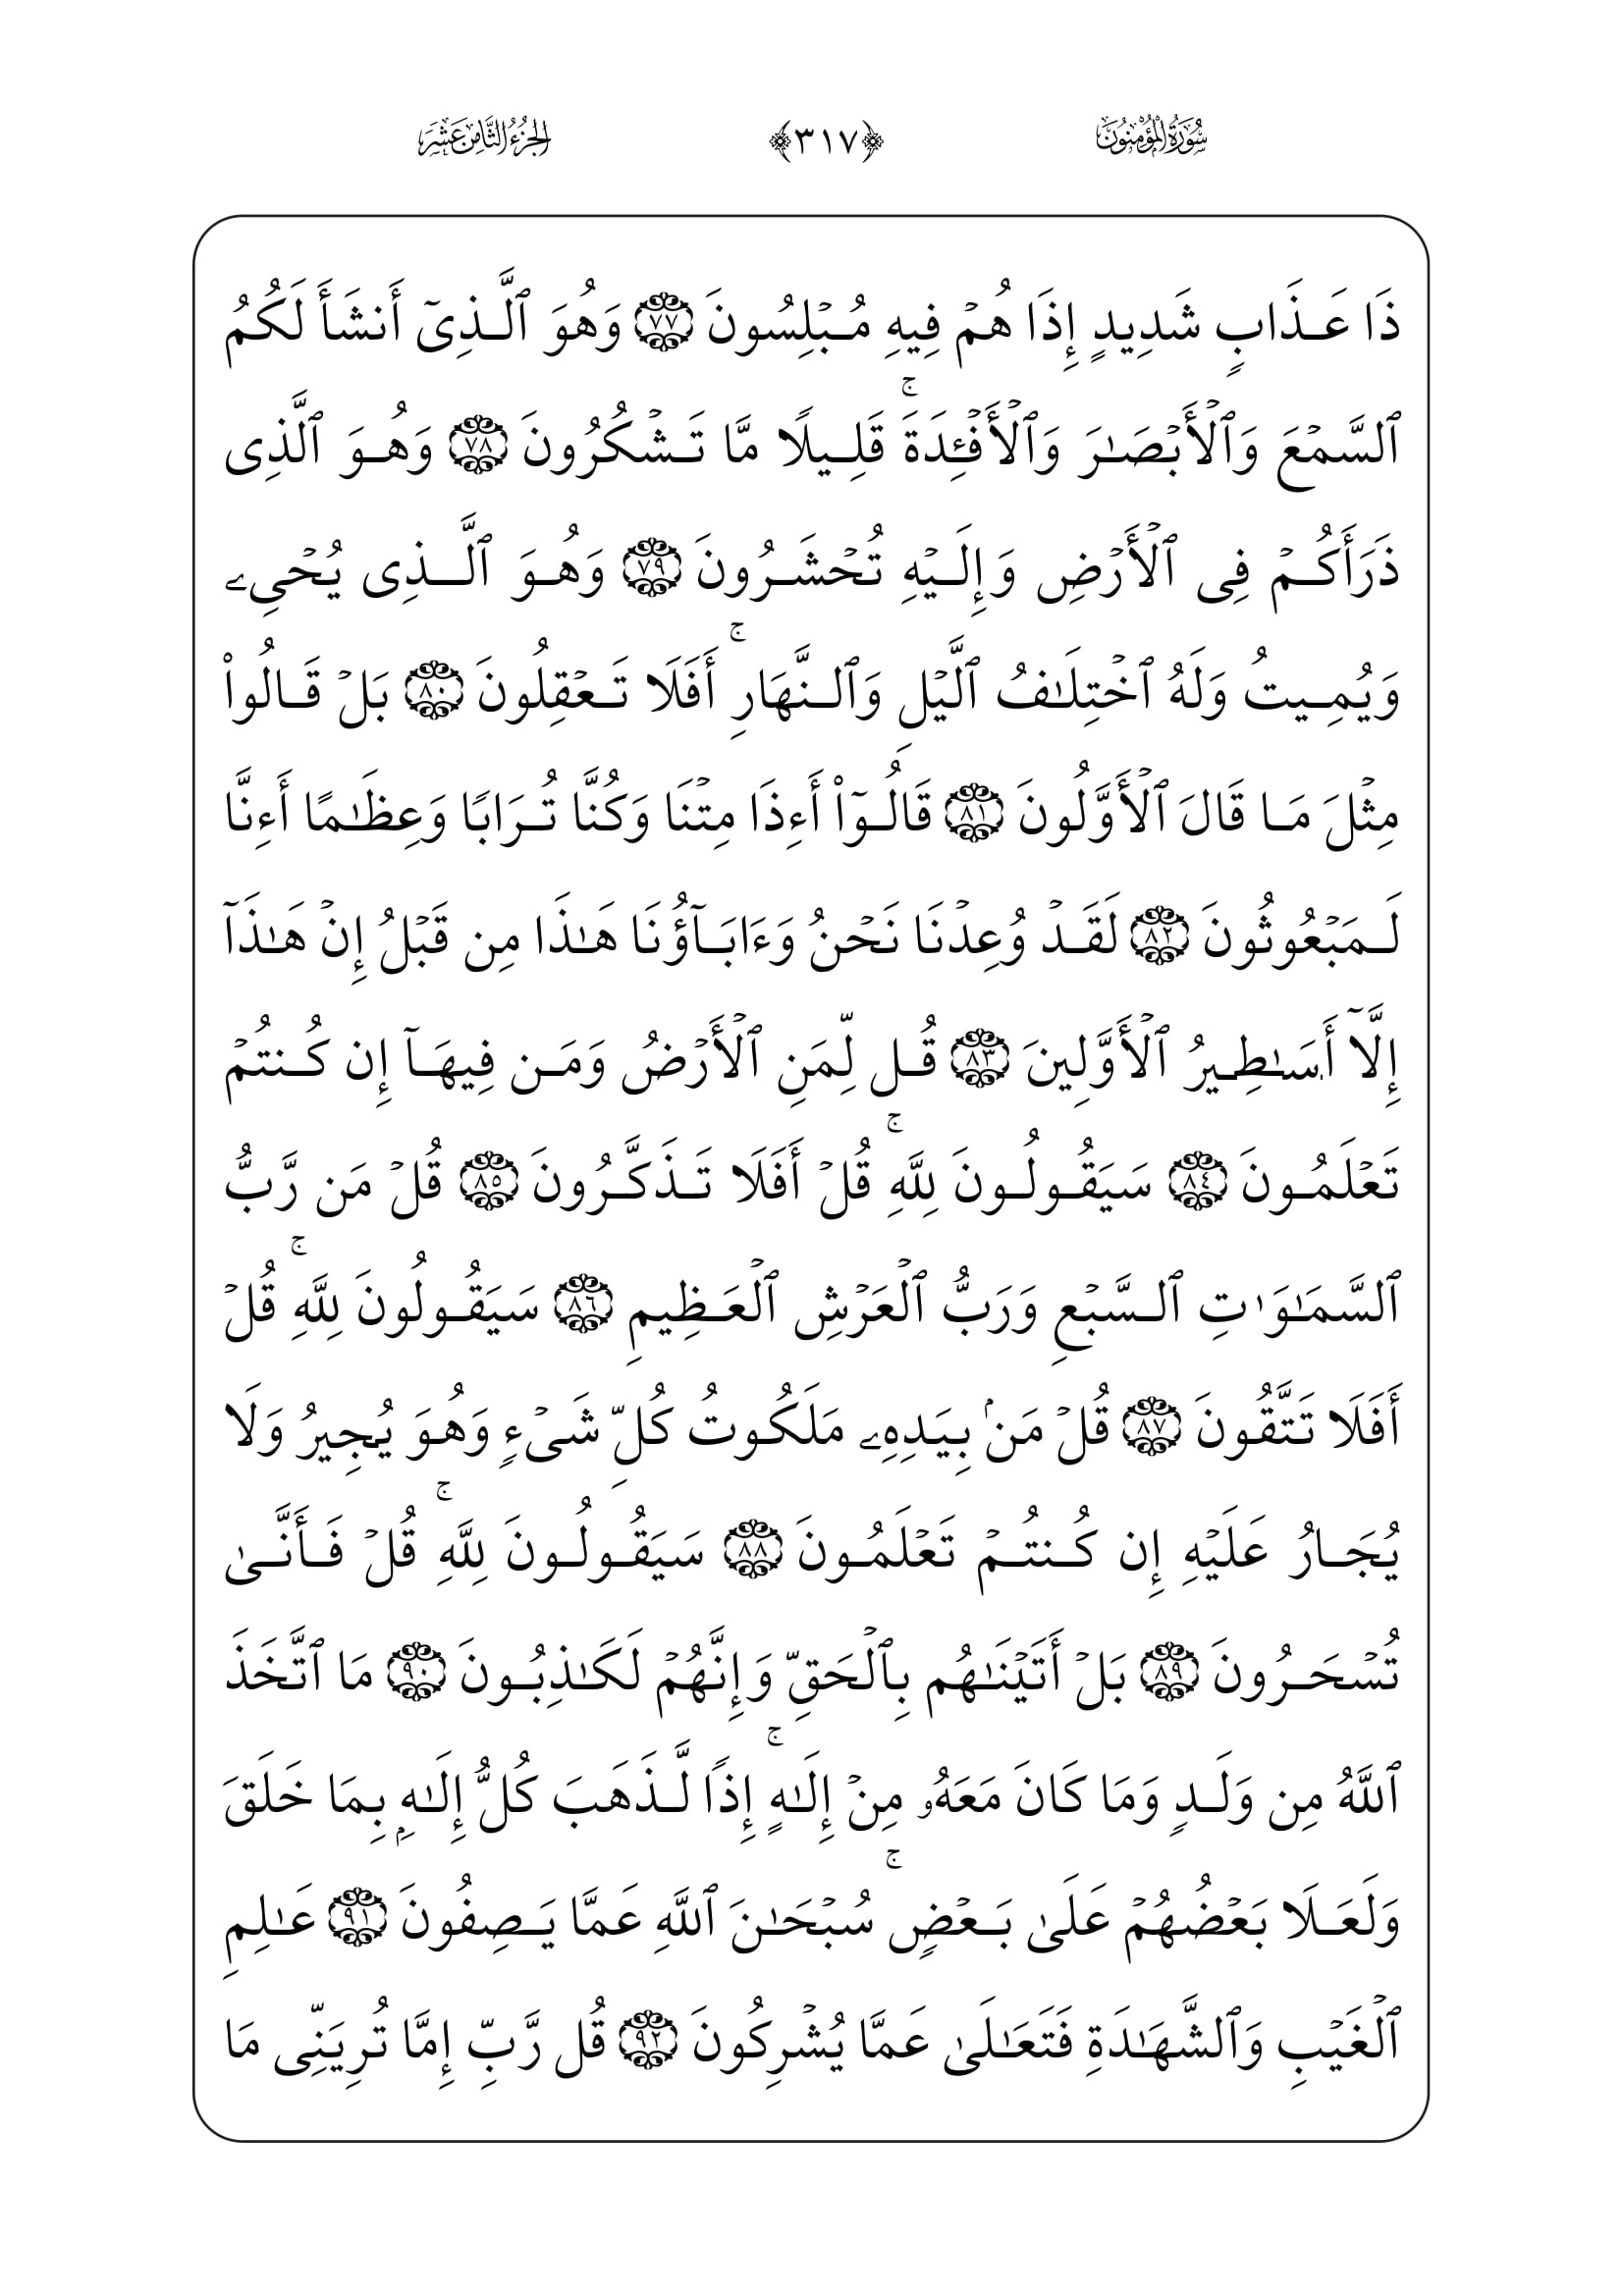 سُورَةُ الْمُؤْمِنُونَ ﴿٣١٧﴾ الجُزْءُ الثَّامِنَ عَشَرَ
ذَا عَذَابٖ شَدِيدٍ إِذَا هُمۡ فِيهِ مُبۡلِسُونَ ٧٧ وَهُوَ ٱلَّذِيٓ أَنشَأَ لَكُمُ
ٱلسَّمۡعَ وَٱلۡأَبۡصَٰرَ وَٱلۡأَفۡـِٔدَةَۚ قَلِيلٗا مَّا تَشۡكُرُونَ ٧٨ وَهُوَ ٱلَّذِي
ذَرَأَكُمۡ فِي ٱلۡأَرۡضِ وَإِلَيۡهِ تُحۡشَرُونَ ٧٩ وَهُوَ ٱلَّذِي يُحۡيِۦ
وَيُمِيتُ وَلَهُ ٱخۡتِلَٰفُ ٱلَّيۡلِ وَٱلنَّهَارِۚ أَفَلَا تَعۡقِلُونَ ٨٠ بَلۡ قَالُواْ
مِثۡلَ مَا قَالَ ٱلۡأَوَّلُونَ ٨١ قَالُوٓاْ أَءِذَا مِتۡنَا وَكُنَّا تُرَابٗا وَعِظَٰمًا أَءِنَّا
لَمَبۡعُوثُونَ ٨٢ لَقَدۡ وُعِدۡنَا نَحۡنُ وَءَابَآؤُنَا هَٰذَا مِن قَبۡلُ إِنۡ هَٰذَآ
إِلَّآ أَسَٰطِيرُ ٱلۡأَوَّلِينَ ٨٣ قُل لِّمَنِ ٱلۡأَرۡضُ وَمَن فِيهَآ إِن كُنتُمۡ
تَعۡلَمُونَ ٨٤ سَيَقُولُونَ لِلَّهِۚ قُلۡ أَفَلَا تَذَكَّرُونَ ٨٥ قُلۡ مَن رَّبُّ
ٱلسَّمَٰوَٰتِ ٱلسَّبۡعِ وَرَبُّ ٱلۡعَرۡشِ ٱلۡعَظِيمِ ٨٦ سَيَقُولُونَ لِلَّهِۚ قُلۡ
أَفَلَا تَتَّقُونَ ٨٧ قُلۡ مَنۢ بِيَدِهِۦ مَلَكُوتُ كُلِّ شَيۡءٖ وَهُوَ يُجِيرُ وَلَا
يُجَارُ عَلَيۡهِ إِن كُنتُمۡ تَعۡلَمُونَ ٨٨ سَيَقُولُونَ لِلَّهِۚ قُلۡ فَأَنَّىٰ
تُسۡحَرُونَ ٨٩ بَلۡ أَتَيۡنَٰهُم بِٱلۡحَقِّ وَإِنَّهُمۡ لَكَٰذِبُونَ ٩٠ مَا ٱتَّخَذَ
ٱللَّهُ مِن وَلَدٖ وَمَا كَانَ مَعَهُۥ مِنۡ إِلَٰهٍۚ إِذٗا لَّذَهَبَ كُلُّ إِلَٰهِۭ بِمَا خَلَقَ
وَلَعَلَا بَعۡضُهُمۡ عَلَىٰ بَعۡضٖۚ سُبۡحَٰنَ ٱللَّهِ عَمَّا يَصِفُونَ ٩١ عَٰلِمِ
ٱلۡغَيۡبِ وَٱلشَّهَٰدَةِ فَتَعَٰلَىٰ عَمَّا يُشۡرِكُونَ ٩٢ قُل رَّبِّ إِمَّا تُرِيَنِّي مَا